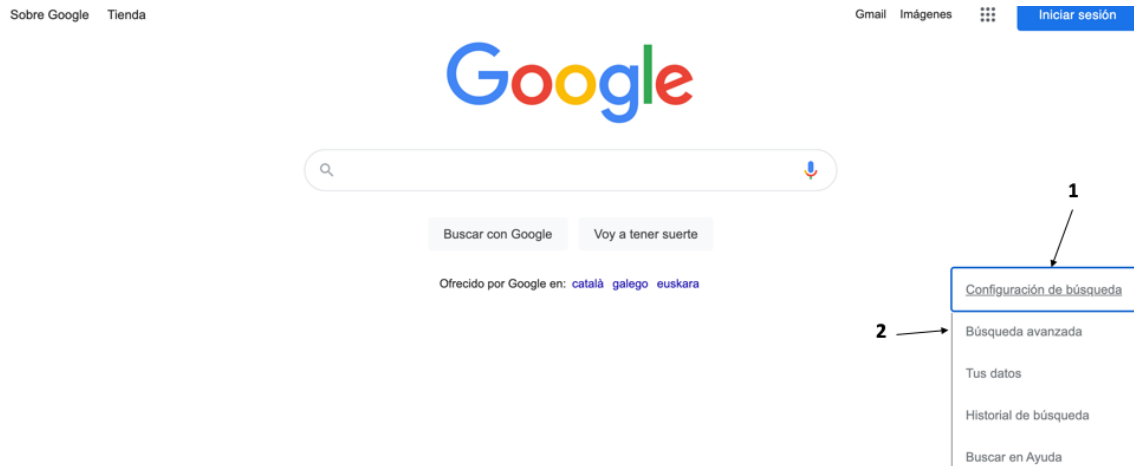 Sobre Google Tienda Gmail Imágenes Iniciar sesión
Google
Buscar con Google Voy a tener suerte
1
Ofrecido por Google en: català galego euskara
Configuración de búsqueda
2
Búsqueda avanzada
Tus datos
Historial de búsqueda
Buscar en Ayuda